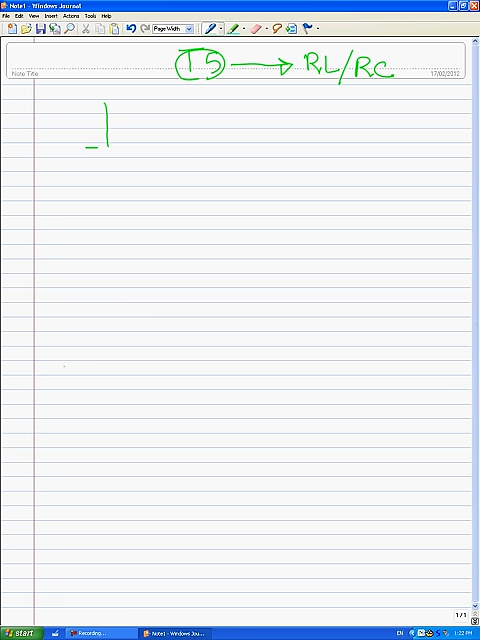 Note1 - Windows Journal
File Edit View Insert Actions Tools Help
Page Width
TS → RL/RC
Note Title
17/02/2012
1/1
start
Recording...
Note1 - Windows Jou...
EN
1:22 PM